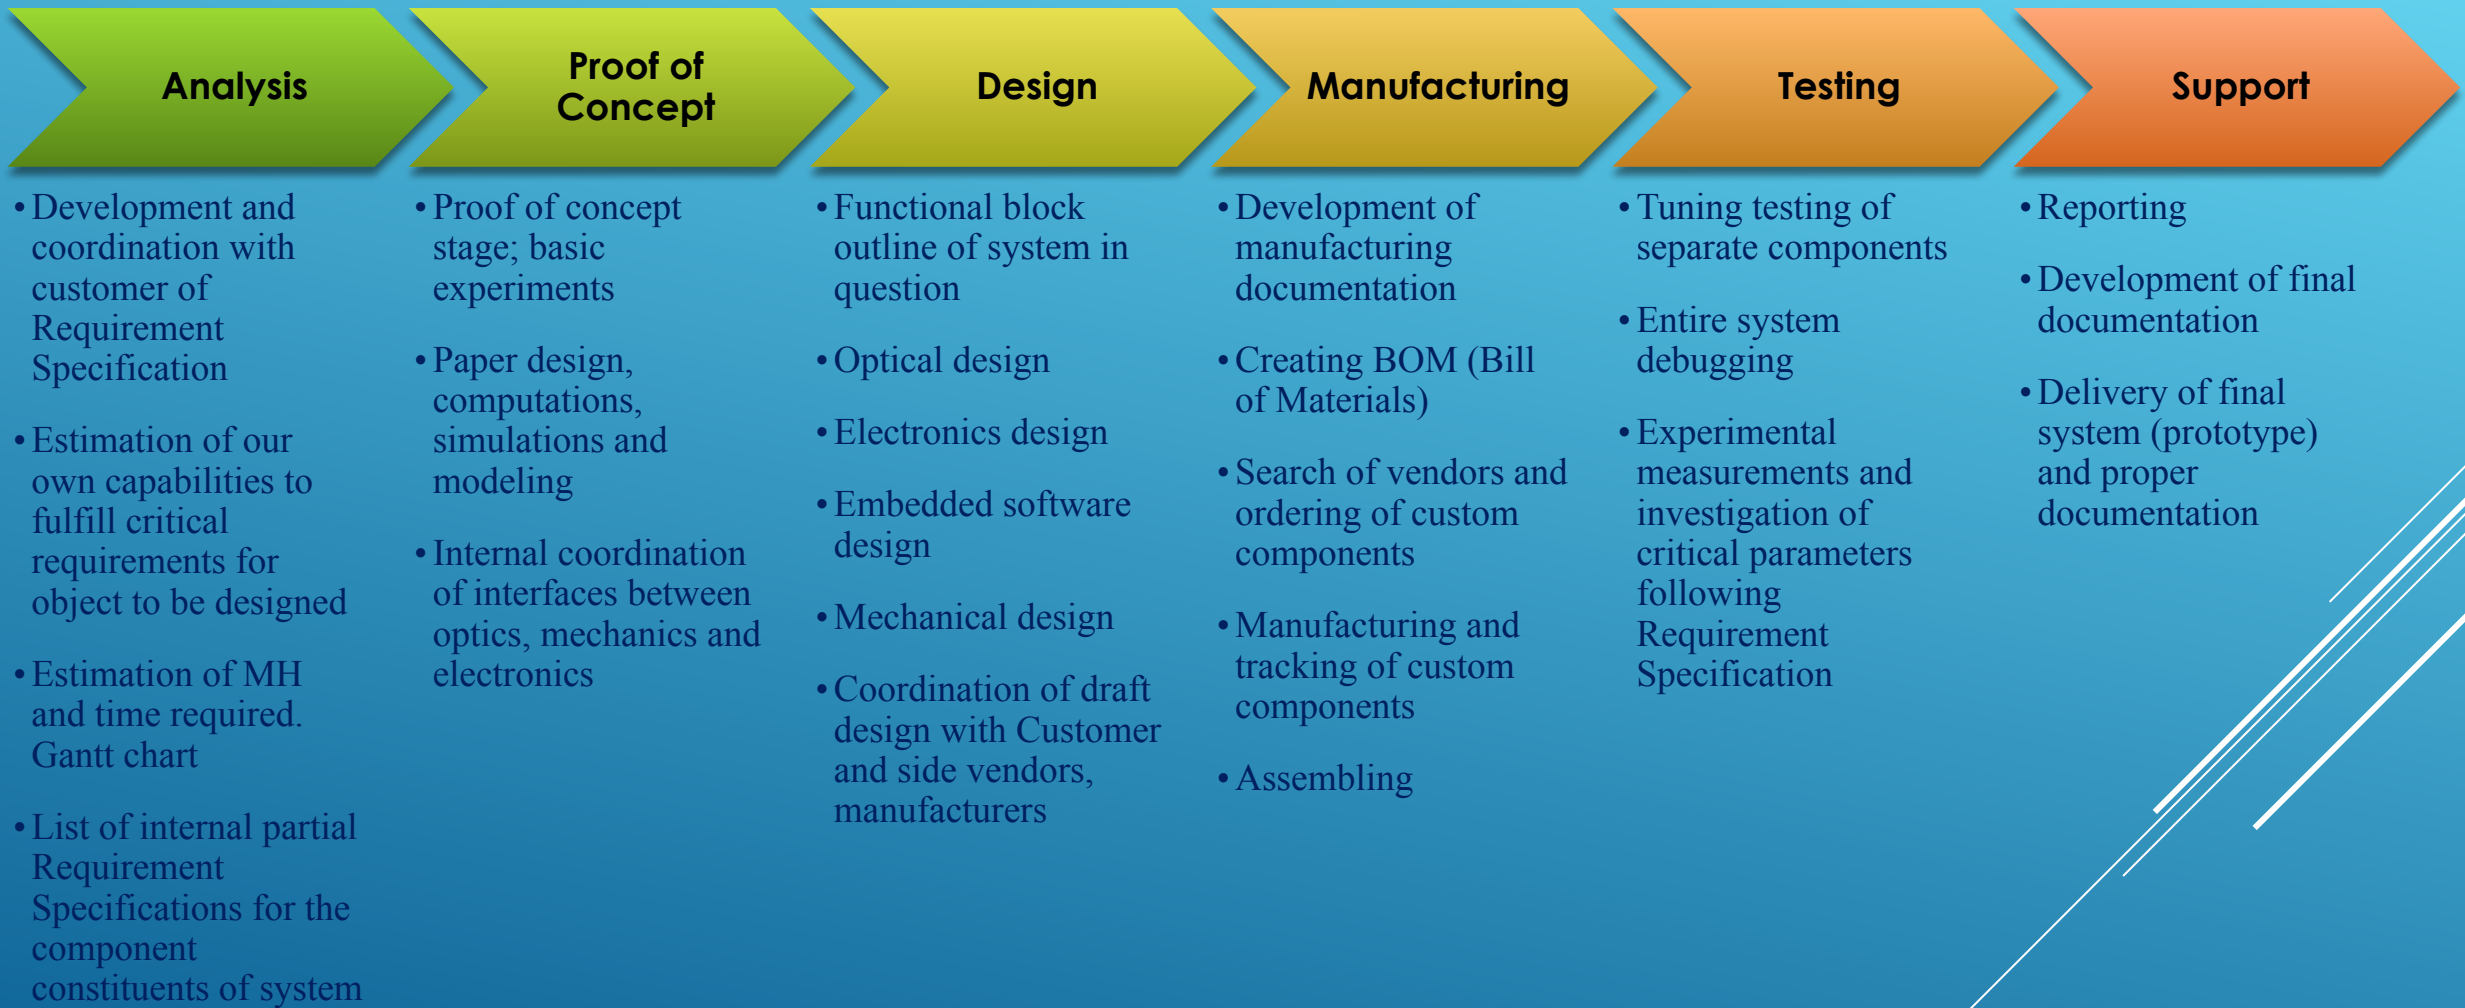 Analysis
Proof of
Concept
Design
Manufacturing
Testing
Support
•Development and
coordination with
customer of
Requirement
Specification
•Estimation of our
own capabilities to
fulfill critical
requirements for
object to be designed
•Estimation of MH
and time required.
Gantt chart
•List of internal partial
Requirement
Specifications for the
component
constituents of system
•Proof of concept
stage; basic
experiments
•Paper design,
computations,
simulations and
modeling
•Internal coordination
of interfaces between
optics, mechanics and
electronics
•Functional block
outline of system in
question
•Optical design
•Electronics design
•Embedded software
design
•Mechanical design
•Coordination of draft
design with Customer
and side vendors,
manufacturers
•Development of
manufacturing
documentation
•Creating BOM (Bill
of Materials)
•Search of vendors and
ordering of custom
components
•Manufacturing and
tracking of custom
components
•Assembling
•Tuning testing of
separate components
•Entire system
debugging
•Experimental
measurements and
investigation of
critical parameters
following
Requirement
Specification
•Reporting
•Development of final
documentation
•Delivery of final
system (prototype)
and proper
documentation